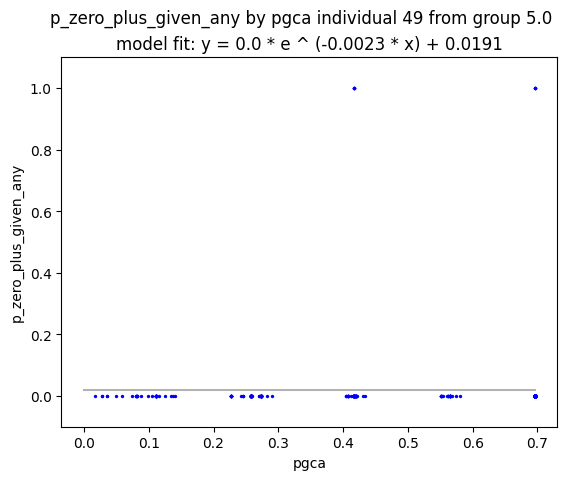 p_zero_plus_given_any by pgca individual 49 from group 5.0
model fit: y = 0.0 * e ^ (-0.0023 * x) + 0.0191
1.0
0.8
0.6
0.4
0.2
0.0
p_zero_plus_given_any
0.0 0.1 0.2 0.3 0.4 0.5 0.6 0.7
pgca